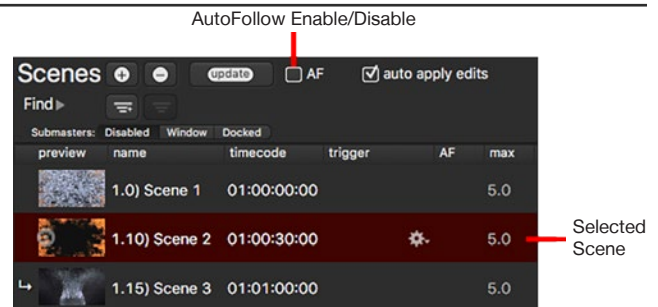 AutoFollow Enable/Disable
Scenes update AF auto apply edits
Find
Submasters: Disabled Window Docked
preview name timecode trigger AF max
1.0) Scene 1 01:00:00:00 5.0
1.10) Scene 2 01:00:30:00 5.0
Selected
Scene
1.15) Scene 3 01:01:00:00 5.0